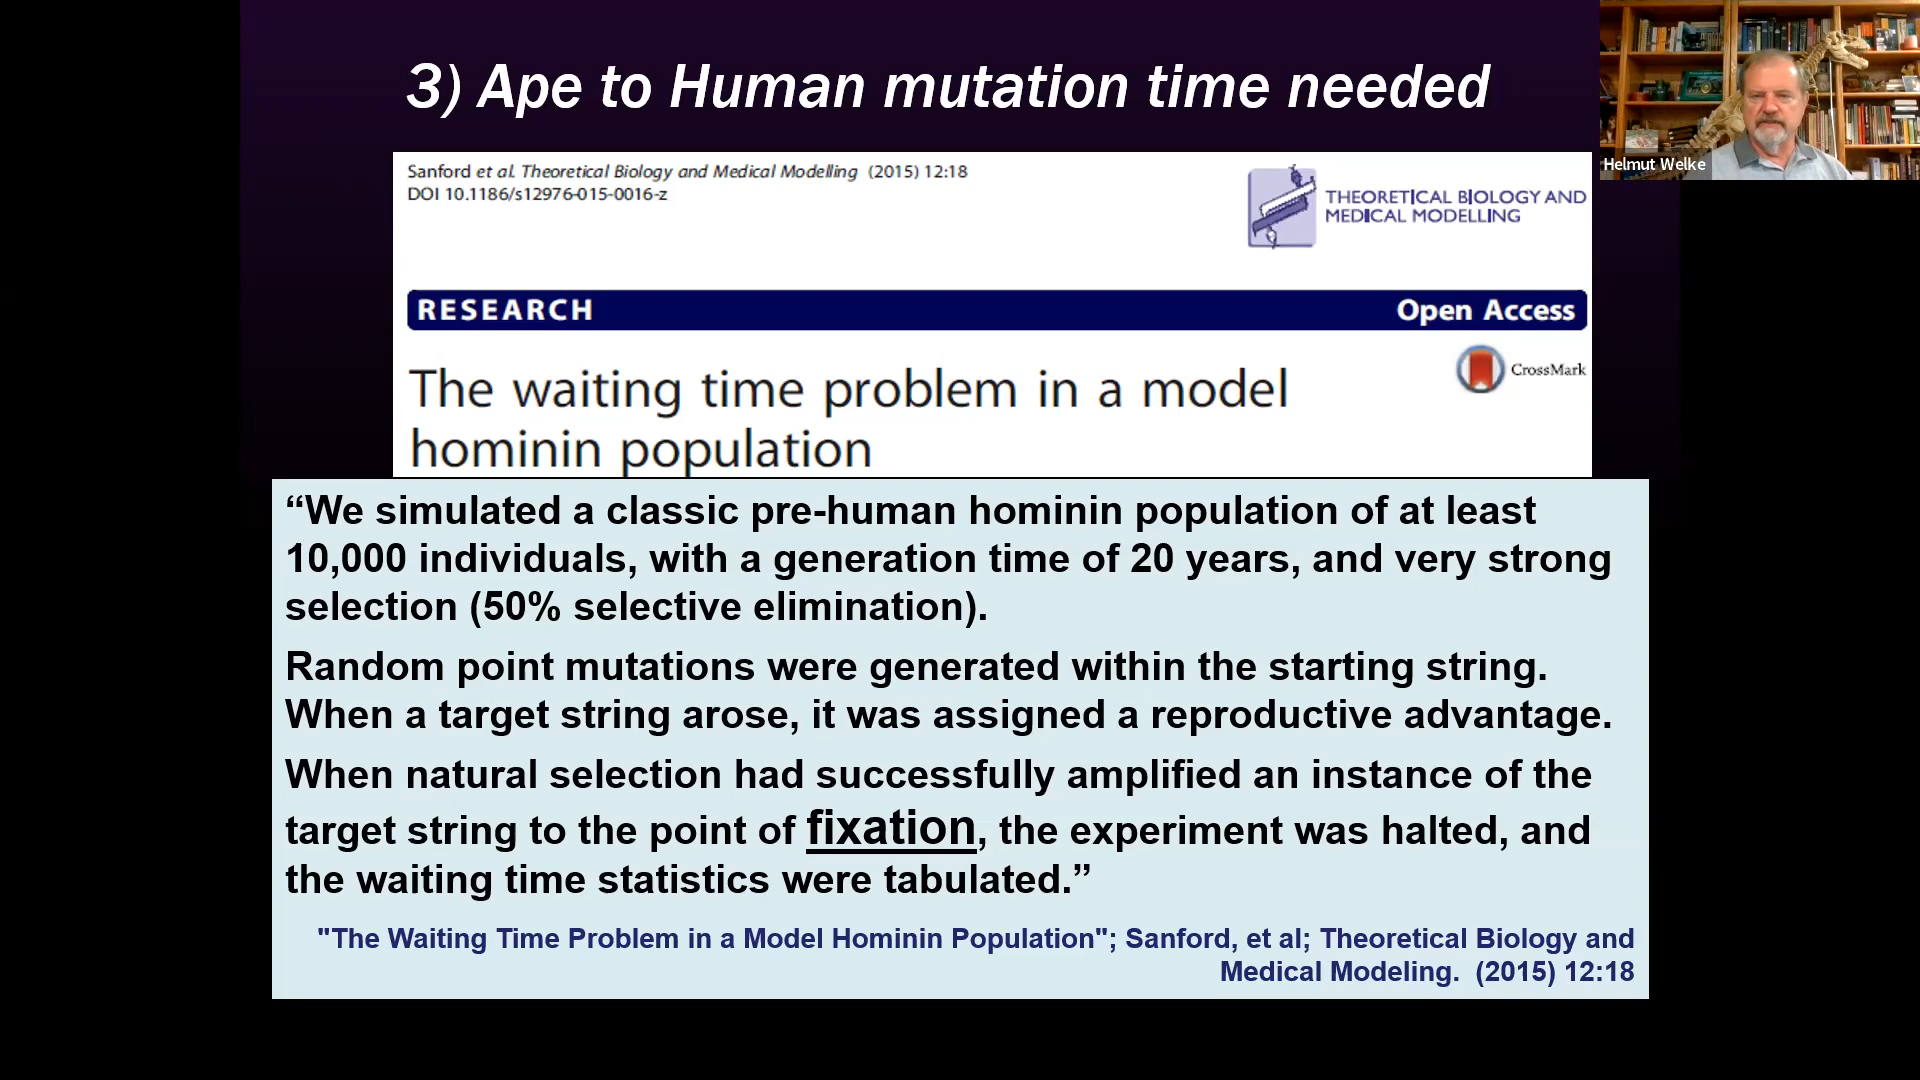 3) Ape to Human mutation time needed
Helmut Welke
Sanford et al. Theoretical Biology and Medical Modelling (2015) 12:18
DOI 10.1186/s12976-015-0016-z
THEORETICAL BIOLOGY AND
MEDICAL MODELLING
RESEARCH
Open Access
The waiting time problem in a model
hominin population
CrossMark
“We simulated a classic pre-human hominin population of at least
10,000 individuals, with a generation time of 20 years, and very strong
selection (50% selective elimination).
Random point mutations were generated within the starting string.
When a target string arose, it was assigned a reproductive advantage.
When natural selection had successfully amplified an instance of the
target string to the point of fixation, the experiment was halted, and
the waiting time statistics were tabulated.”
"The Waiting Time Problem in a Model Hominin Population"; Sanford, et al; Theoretical Biology and
Medical Modeling. (2015) 12:18